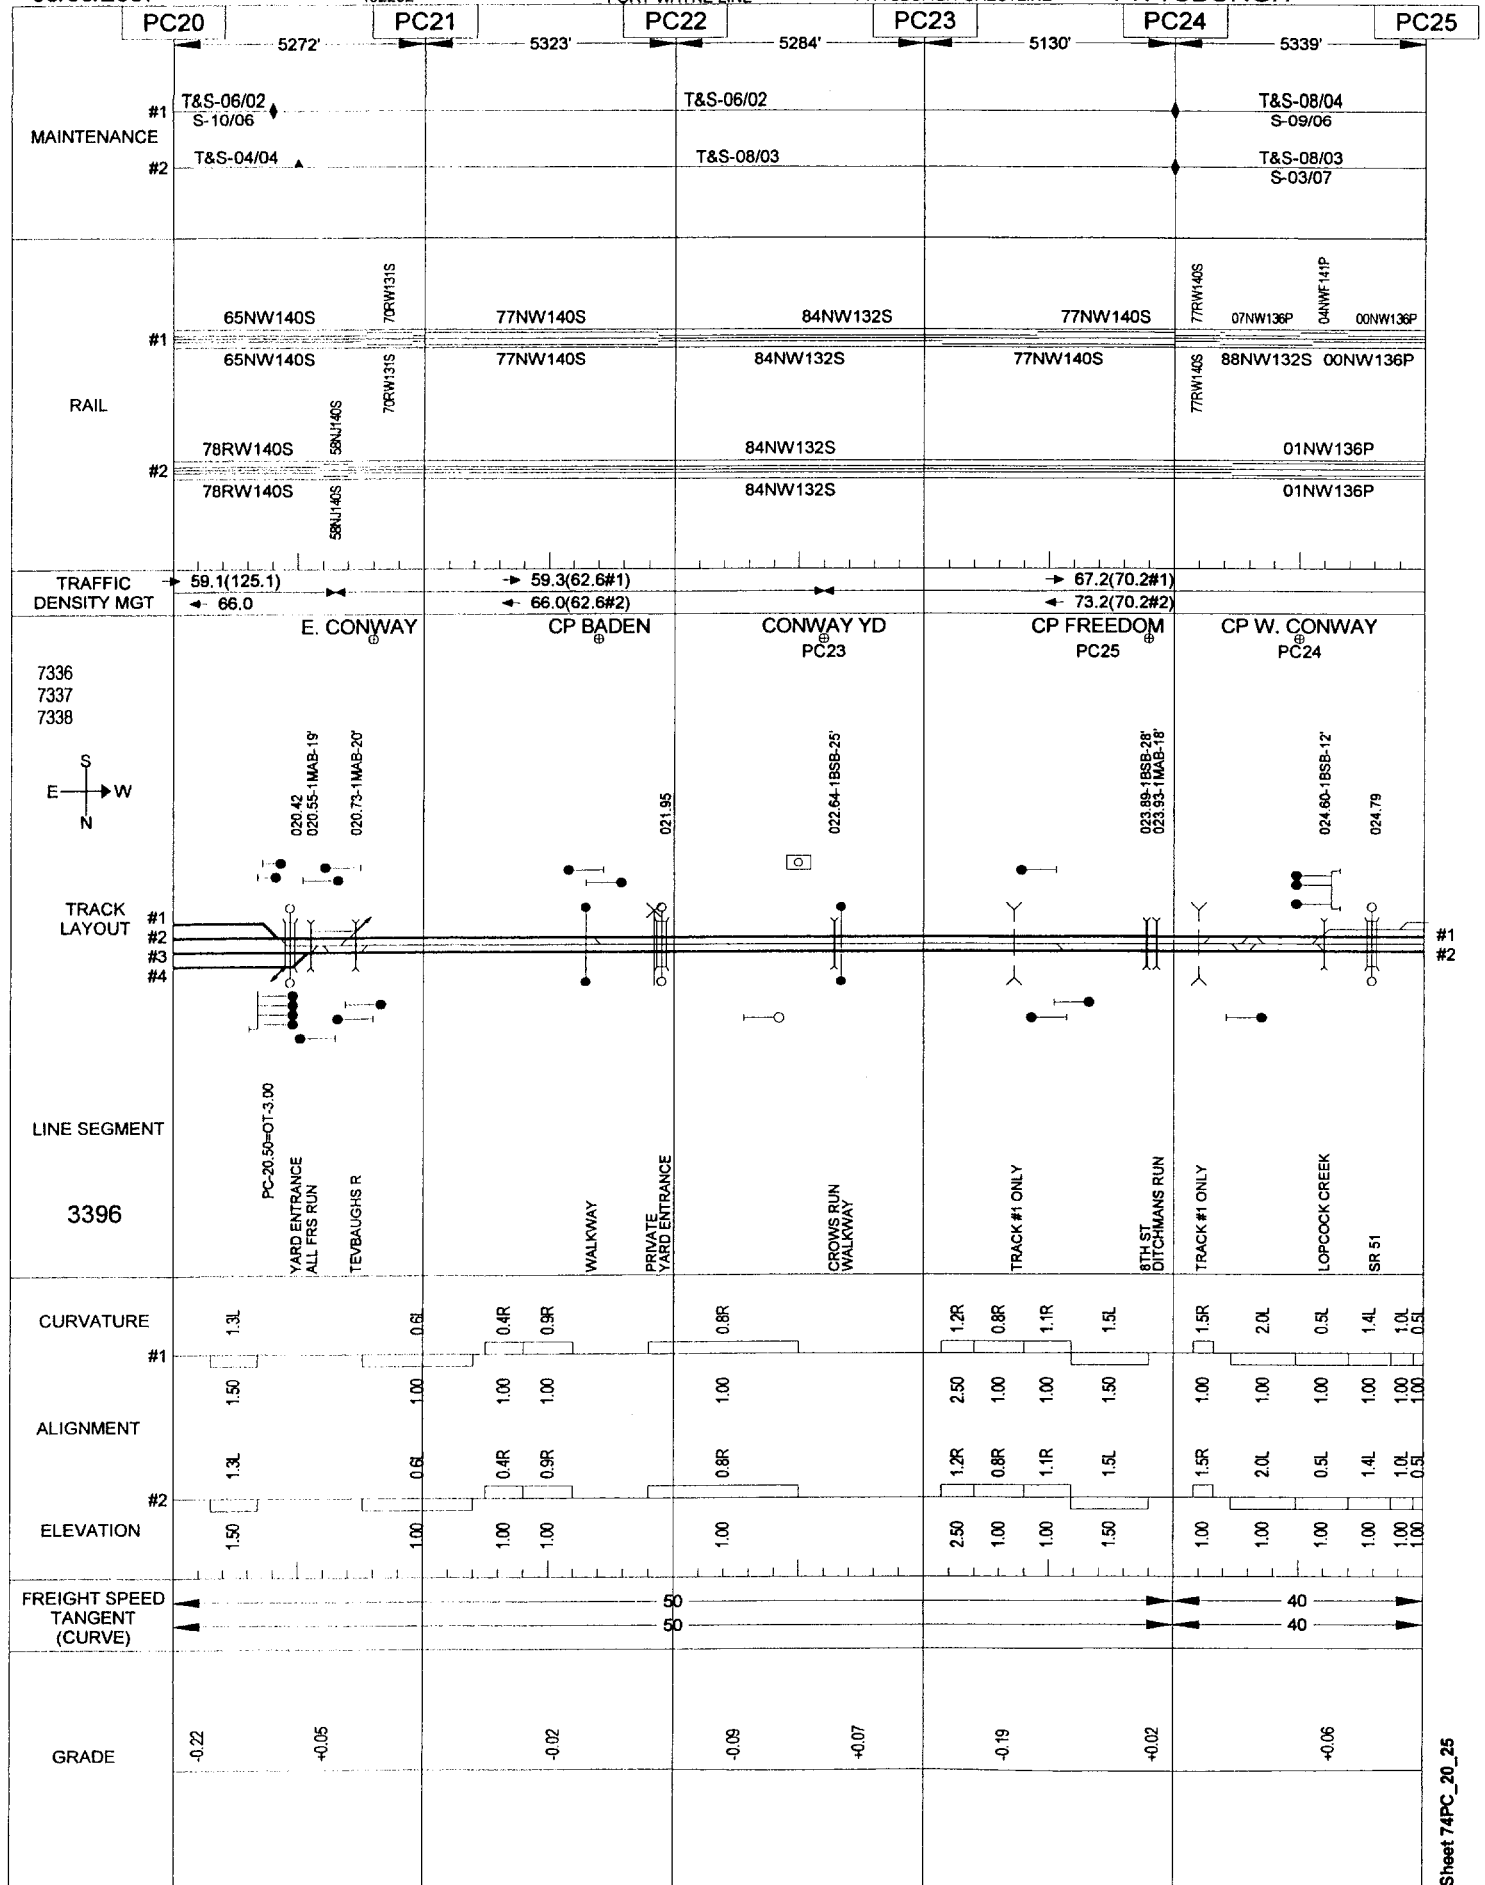 PC20 PC21 PC22 PC23 PC24 PC25
5272' 5323' 5284' 5130' 5339'
MAINTENANCE
#1 T&S-06/02 T&S-06/02 T&S-08/04
S-10/06 S-09/06
#2 T&S-04/04 T&S-08/03 T&S-08/03
S-03/07
RAIL
70RW131S 77RW140S 04NWF141P
65NW140S 77NW140S 84NW132S 77NW140S 07NW136P 00NW136P
#1
65NW140S 77NW140S 84NW132S 77NW140S 88NW132S 00NW136P
70RW131S 77RW140S
58NJ140S
78RW140S 84NW132S 01NW136P
#2
78RW140S 84NW132S 01NW136P
58NJ140S
TRAFFIC
DENSITY MGT
59.1(125.1) 59.3(62.6#1) 67.2(70.2#1)
66.0 66.0(62.6#2) 73.2(70.2#2)
E. CONWAY CP BADEN CONWAY YD CP FREEDOM CP W. CONWAY
PC23 PC25 PC24
7336
7337
7338
S
E W
N
020.42
020.55-1MAB-19'
020.73-1MAB-20'
021.95
022.64-1BSB-25'
023.89-1BSB-28'
023.93-1MAB-18'
024.60-1BSB-12'
024.79
TRACK
LAYOUT
#1
#2
#3
#4
#1
#2
LINE SEGMENT
3396
PC-20.50=OT-3.00
YARD ENTRANCE
ALL FRS RUN
TEVBAUGHS R
WALKWAY
PRIVATE
YARD ENTRANCE
CROWS RUN
WALKWAY
TRACK #1 ONLY
8TH ST
DITCHMANS RUN
TRACK #1 ONLY
LOPCOCK CREEK
SR 51
CURVATURE
1.3L 0.6L 0.4R 0.9R 0.8R 1.2R 0.8R 1.1R 1.5L 1.5R 2.0L 0.5L 1.4L 1.0L 0.5L
#1
1.50 1.00 1.00 1.00 1.00 2.50 1.00 1.00 1.50 1.00 1.00 1.00 1.00 1.00 1.00
ALIGNMENT
1.3L 0.6L 0.4R 0.9R 0.8R 1.2R 0.8R 1.1R 1.5L 1.5R 2.0L 0.5L 1.4L 1.0L 0.5L
#2
ELEVATION
1.50 1.00 1.00 1.00 1.00 2.50 1.00 1.00 1.50 1.00 1.00 1.00 1.00 1.00 1.00
FREIGHT SPEED
TANGENT
(CURVE)
50 40
50 40
GRADE
-0.22 +0.05 -0.02 -0.09 +0.07 -0.19 +0.02 +0.06
Sheet 74PC_20_25